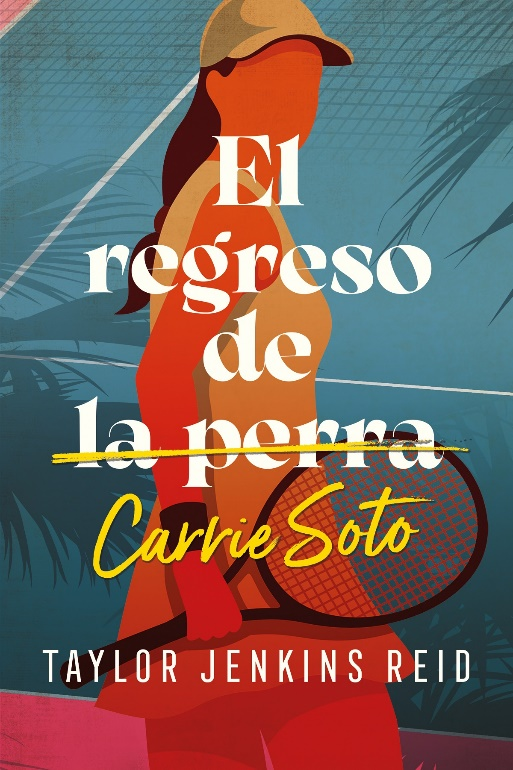 El
regreso
de
la perra
Carrie Soto
TAYLOR JENKINS REID